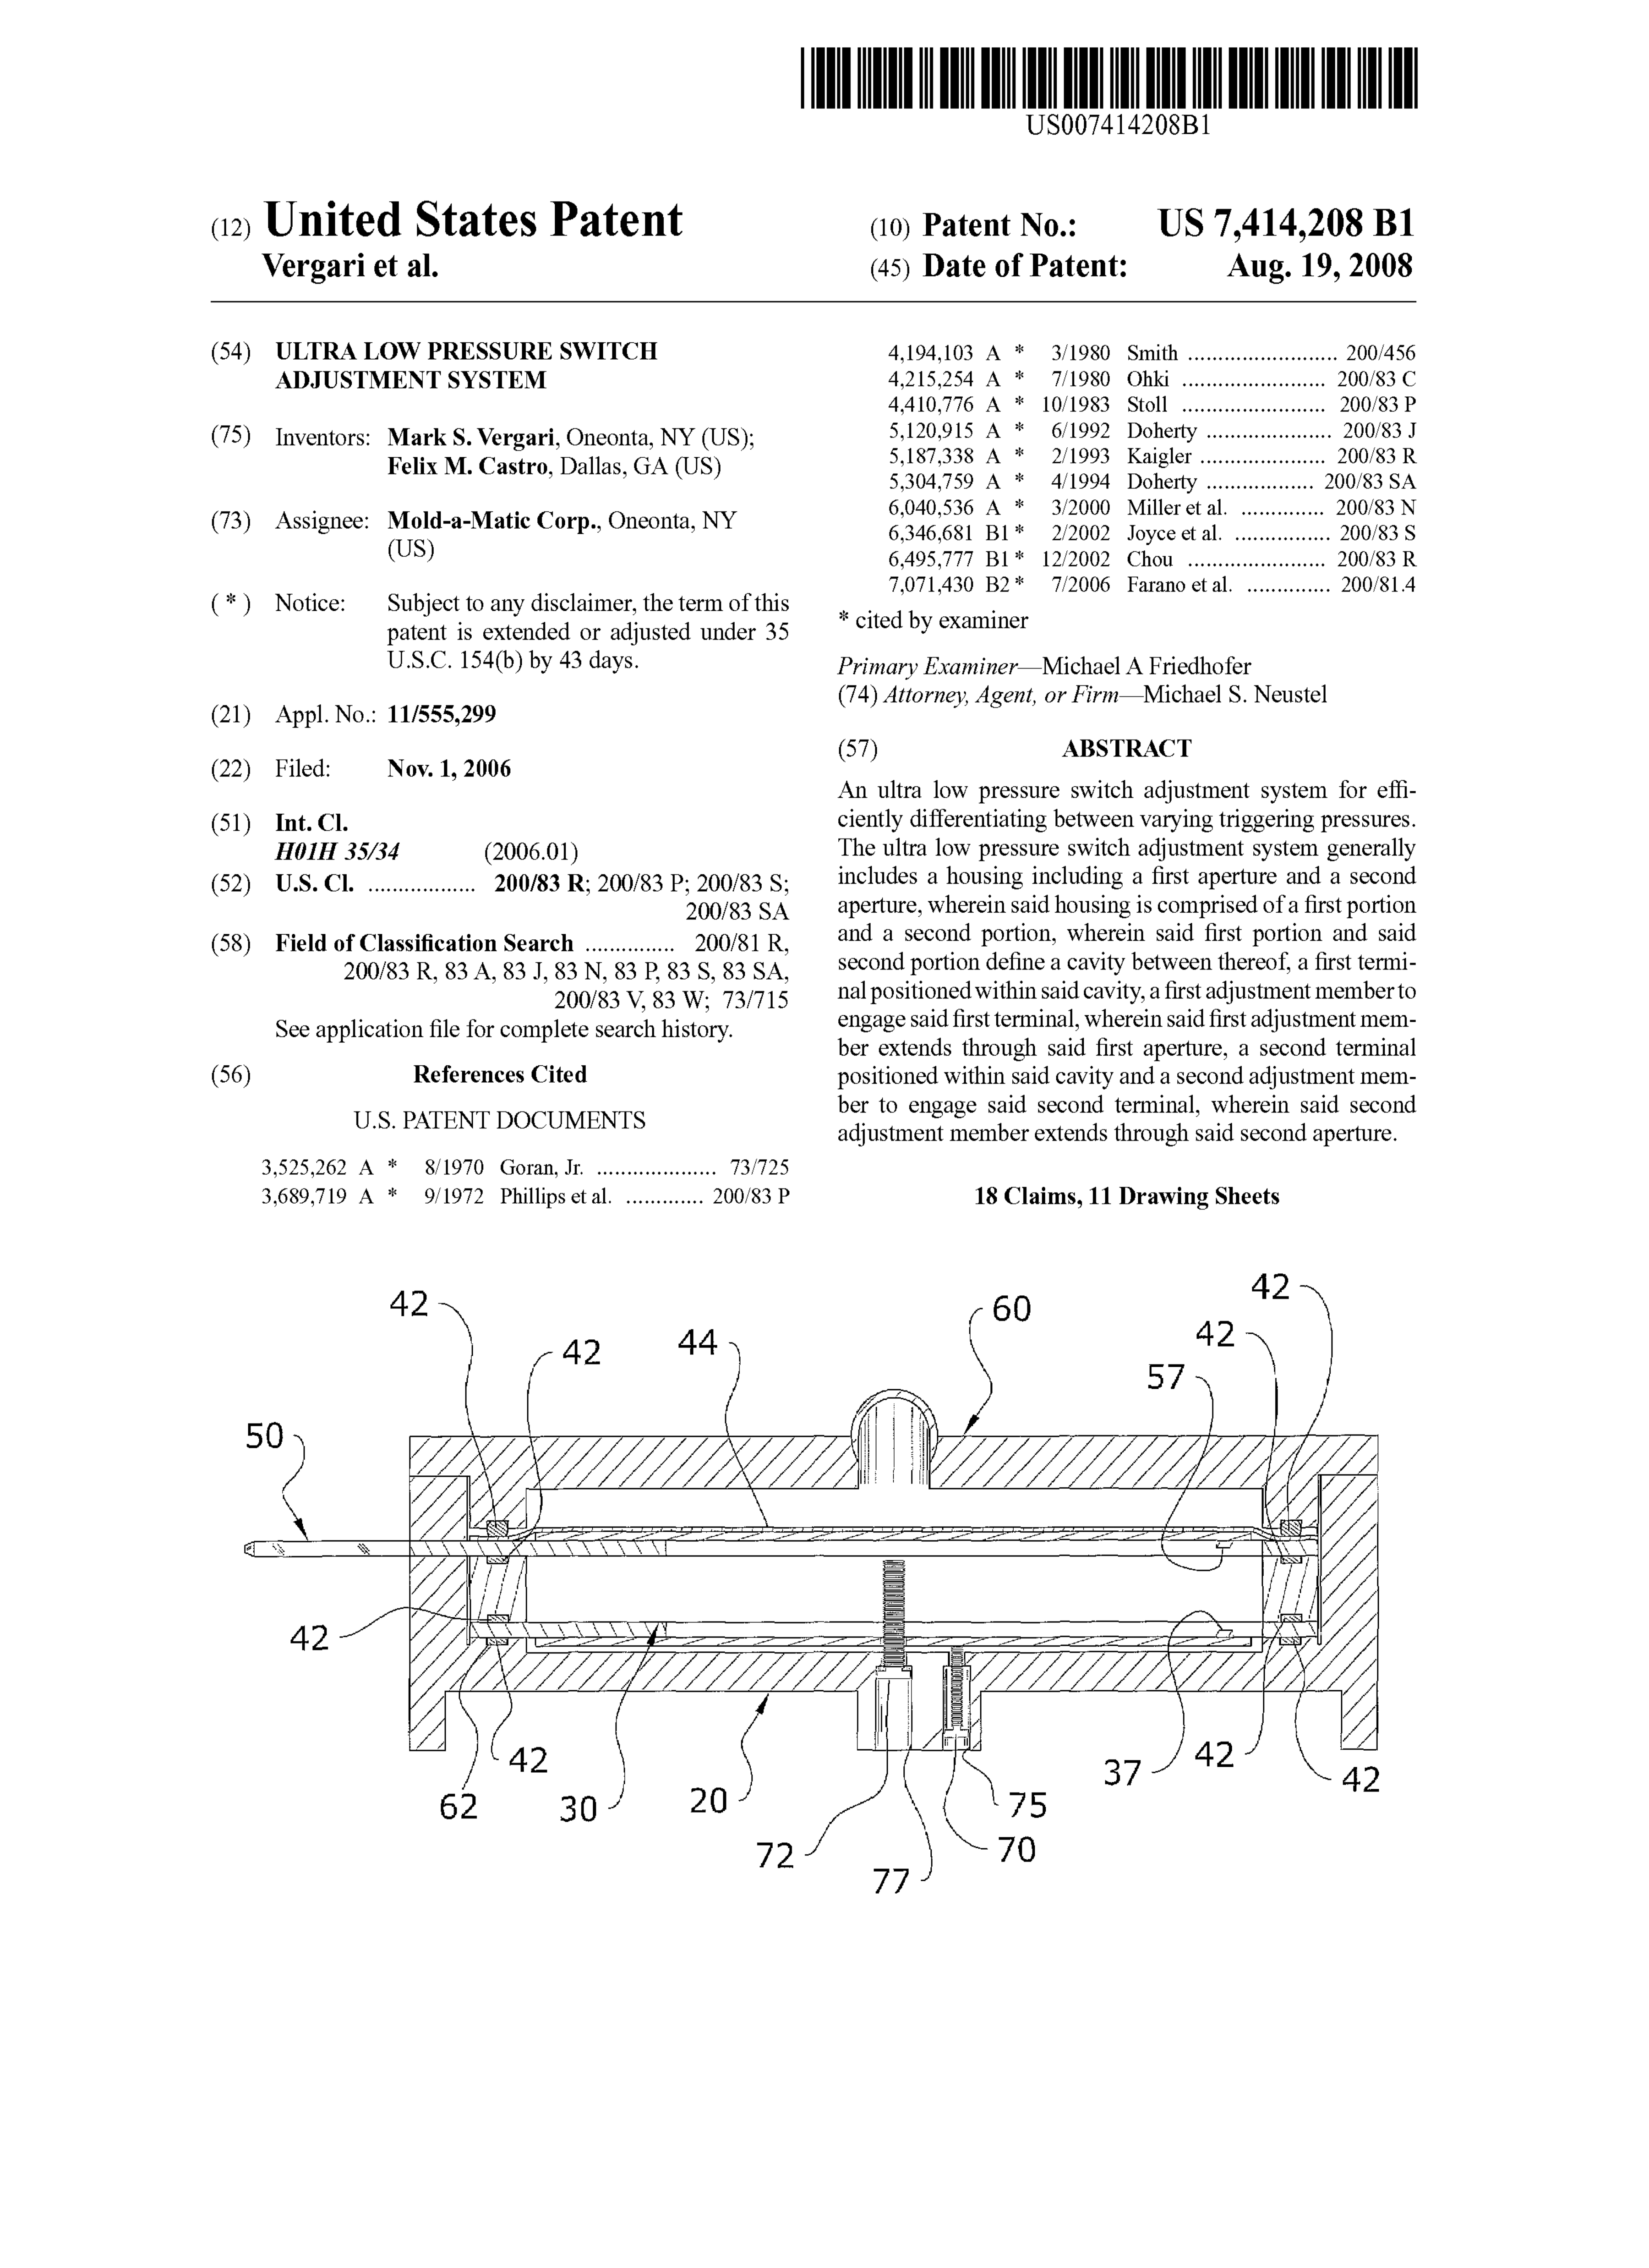 US007414208B1
(12) United States Patent
Vergari et al.
(10) Patent No.: US 7,414,208 B1
(45) Date of Patent: Aug. 19, 2008
(54) ULTRA LOW PRESSURE SWITCH
ADJUSTMENT SYSTEM
(75) Inventors: Mark S. Vergari, Oneonta, NY (US);
Felix M. Castro, Dallas, GA (US)
(73) Assignee: Mold-a-Matic Corp., Oneonta, NY
(US)
( * ) Notice: Subject to any disclaimer, the term of this
patent is extended or adjusted under 35
U.S.C. 154(b) by 43 days.
(21) Appl. No.: 11/555,299
(22) Filed: Nov. 1, 2006
(51) Int. Cl.
H01H 35/34 (2006.01)
(52) U.S. Cl. .................. 200/83 R; 200/83 P; 200/83 S;
200/83 SA
(58) Field of Classification Search ............... 200/81 R,
200/83 R, 83 A, 83 J, 83 N, 83 P, 83 S, 83 SA,
200/83 V, 83 W; 73/715
See application file for complete search history.
(56) References Cited
U.S. PATENT DOCUMENTS
3,525,262 A * 8/1970 Goran, Jr. .................... 73/725
3,689,719 A * 9/1972 Phillips et al. ............. 200/83 P
4,194,103 A * 3/1980 Smith ......................... 200/456
4,215,254 A * 7/1980 Ohki ........................ 200/83 C
4,410,776 A * 10/1983 Stoll ........................ 200/83 P
5,120,915 A * 6/1992 Doherty ..................... 200/83 J
5,187,338 A * 2/1993 Kaigler ..................... 200/83 R
5,304,759 A * 4/1994 Doherty .................. 200/83 SA
6,040,536 A * 3/2000 Miller et al. .............. 200/83 N
6,346,681 B1 * 2/2002 Joyce et al. ................ 200/83 S
6,495,777 B1 * 12/2002 Chou ....................... 200/83 R
7,071,430 B2 * 7/2006 Farano et al. .............. 200/81.4
* cited by examiner
Primary Examiner—Michael A Friedhofer
(74) Attorney, Agent, or Firm—Michael S. Neustel
(57) ABSTRACT
An ultra low pressure switch adjustment system for effi-
ciently differentiating between varying triggering pressures.
The ultra low pressure switch adjustment system generally
includes a housing including a first aperture and a second
aperture, wherein said housing is comprised of a first portion
and a second portion, wherein said first portion and said
second portion define a cavity between thereof, a first termi-
nal positioned within said cavity, a first adjustment member to
engage said first terminal, wherein said first adjustment mem-
ber extends through said first aperture, a second terminal
positioned within said cavity and a second adjustment mem-
ber to engage said second terminal, wherein said second
adjustment member extends through said second aperture.
18 Claims, 11 Drawing Sheets
42
42
60
42
42
44
42
57
50
42
42
37
42
42
62
30
20
75
72
70
77